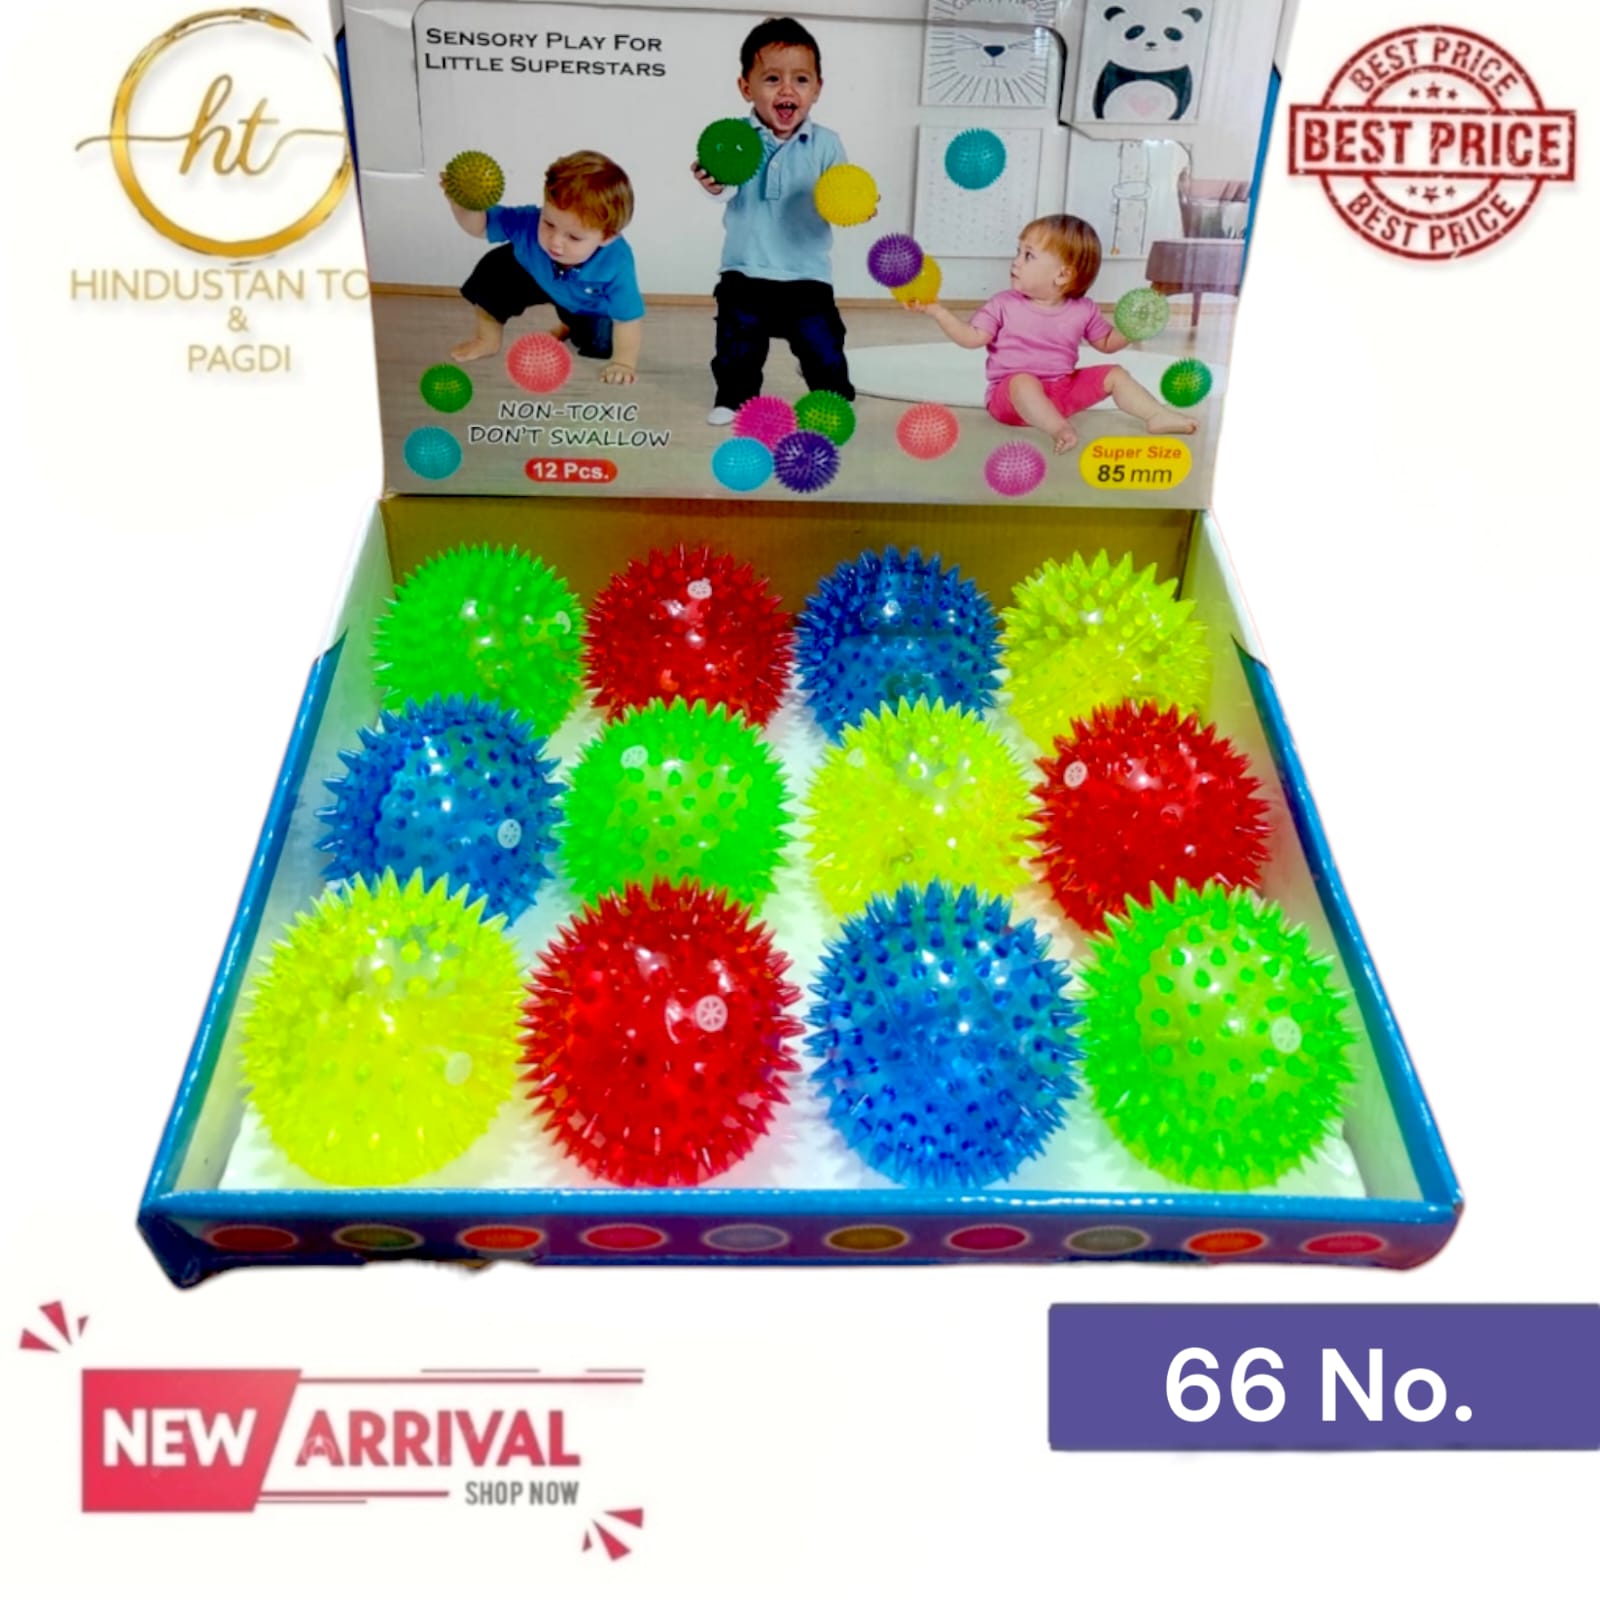 SENSORY PLAY FOR
LITTLE SUPERSTARS
ht
HINDUSTAN TO
&
PAGDI
BEST PRICE
BEST PRICE
BEST PRICE
NON-TOXIC
DON'T SWALLOW
12 Pcs.
Super Size
85 mm
NEW ARRIVAL
SHOP NOW
66 No.